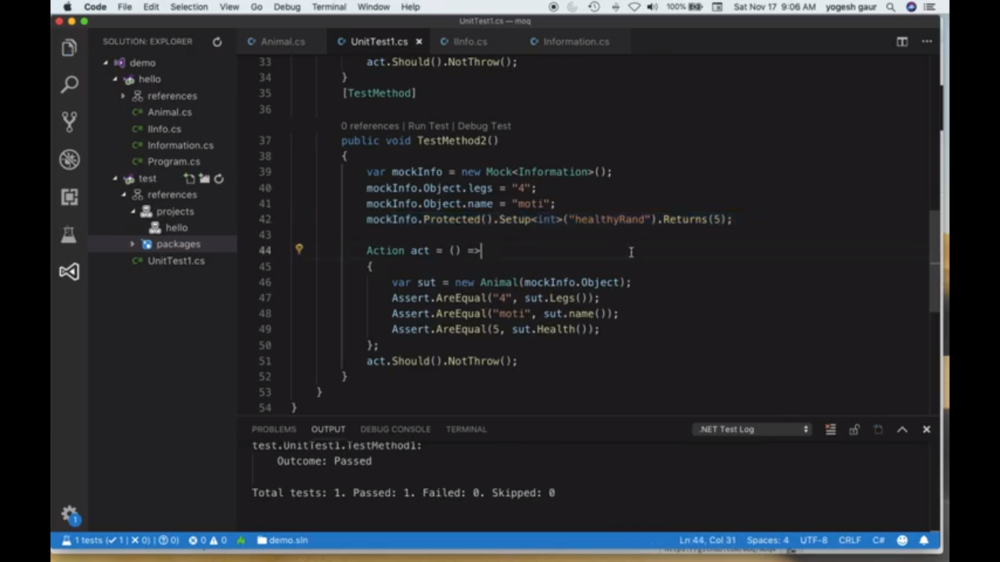 Code File Edit Selection View Go Debug Terminal Window Help 100% Sat Nov 17 9:06 AM yogesh gaur
UnitTest1.cs — moq
SOLUTION: EXPLORER
Animal.cs UnitTest1.cs IInfo.cs Information.cs
demo
hello
references
Animal.cs
IInfo.cs
Information.cs
Program.cs
test
references
projects
hello
packages
UnitTest1.cs
33 act.Should().NotThrow();
34 }
35 [TestMethod]
36
0 references | Run Test | Debug Test
37 public void TestMethod2()
38 {
39 var mockInfo = new Mock<Information>();
40 mockInfo.Object.legs = "4";
41 mockInfo.Object.name = "moti";
42 mockInfo.Protected().Setup<int>("healthyRand").Returns(5);
43
44 Action act = () =>
45 {
46 var sut = new Animal(mockInfo.Object);
47 Assert.AreEqual("4", sut.Legs());
48 Assert.AreEqual("moti", sut.name());
49 Assert.AreEqual(5, sut.Health());
50 };
51 act.Should().NotThrow();
52 }
53 }
54 }
PROBLEMS OUTPUT DEBUG CONSOLE TERMINAL .NET Test Log
test.UnitTest1.TestMethod1:
Outcome: Passed
Total tests: 1. Passed: 1. Failed: 0. Skipped: 0
1
1 tests (✓ 1 | ✕ 0) | (? 0) 0 0 demo.sln Ln 44, Col 31 Spaces: 4 UTF-8 CRLF C#